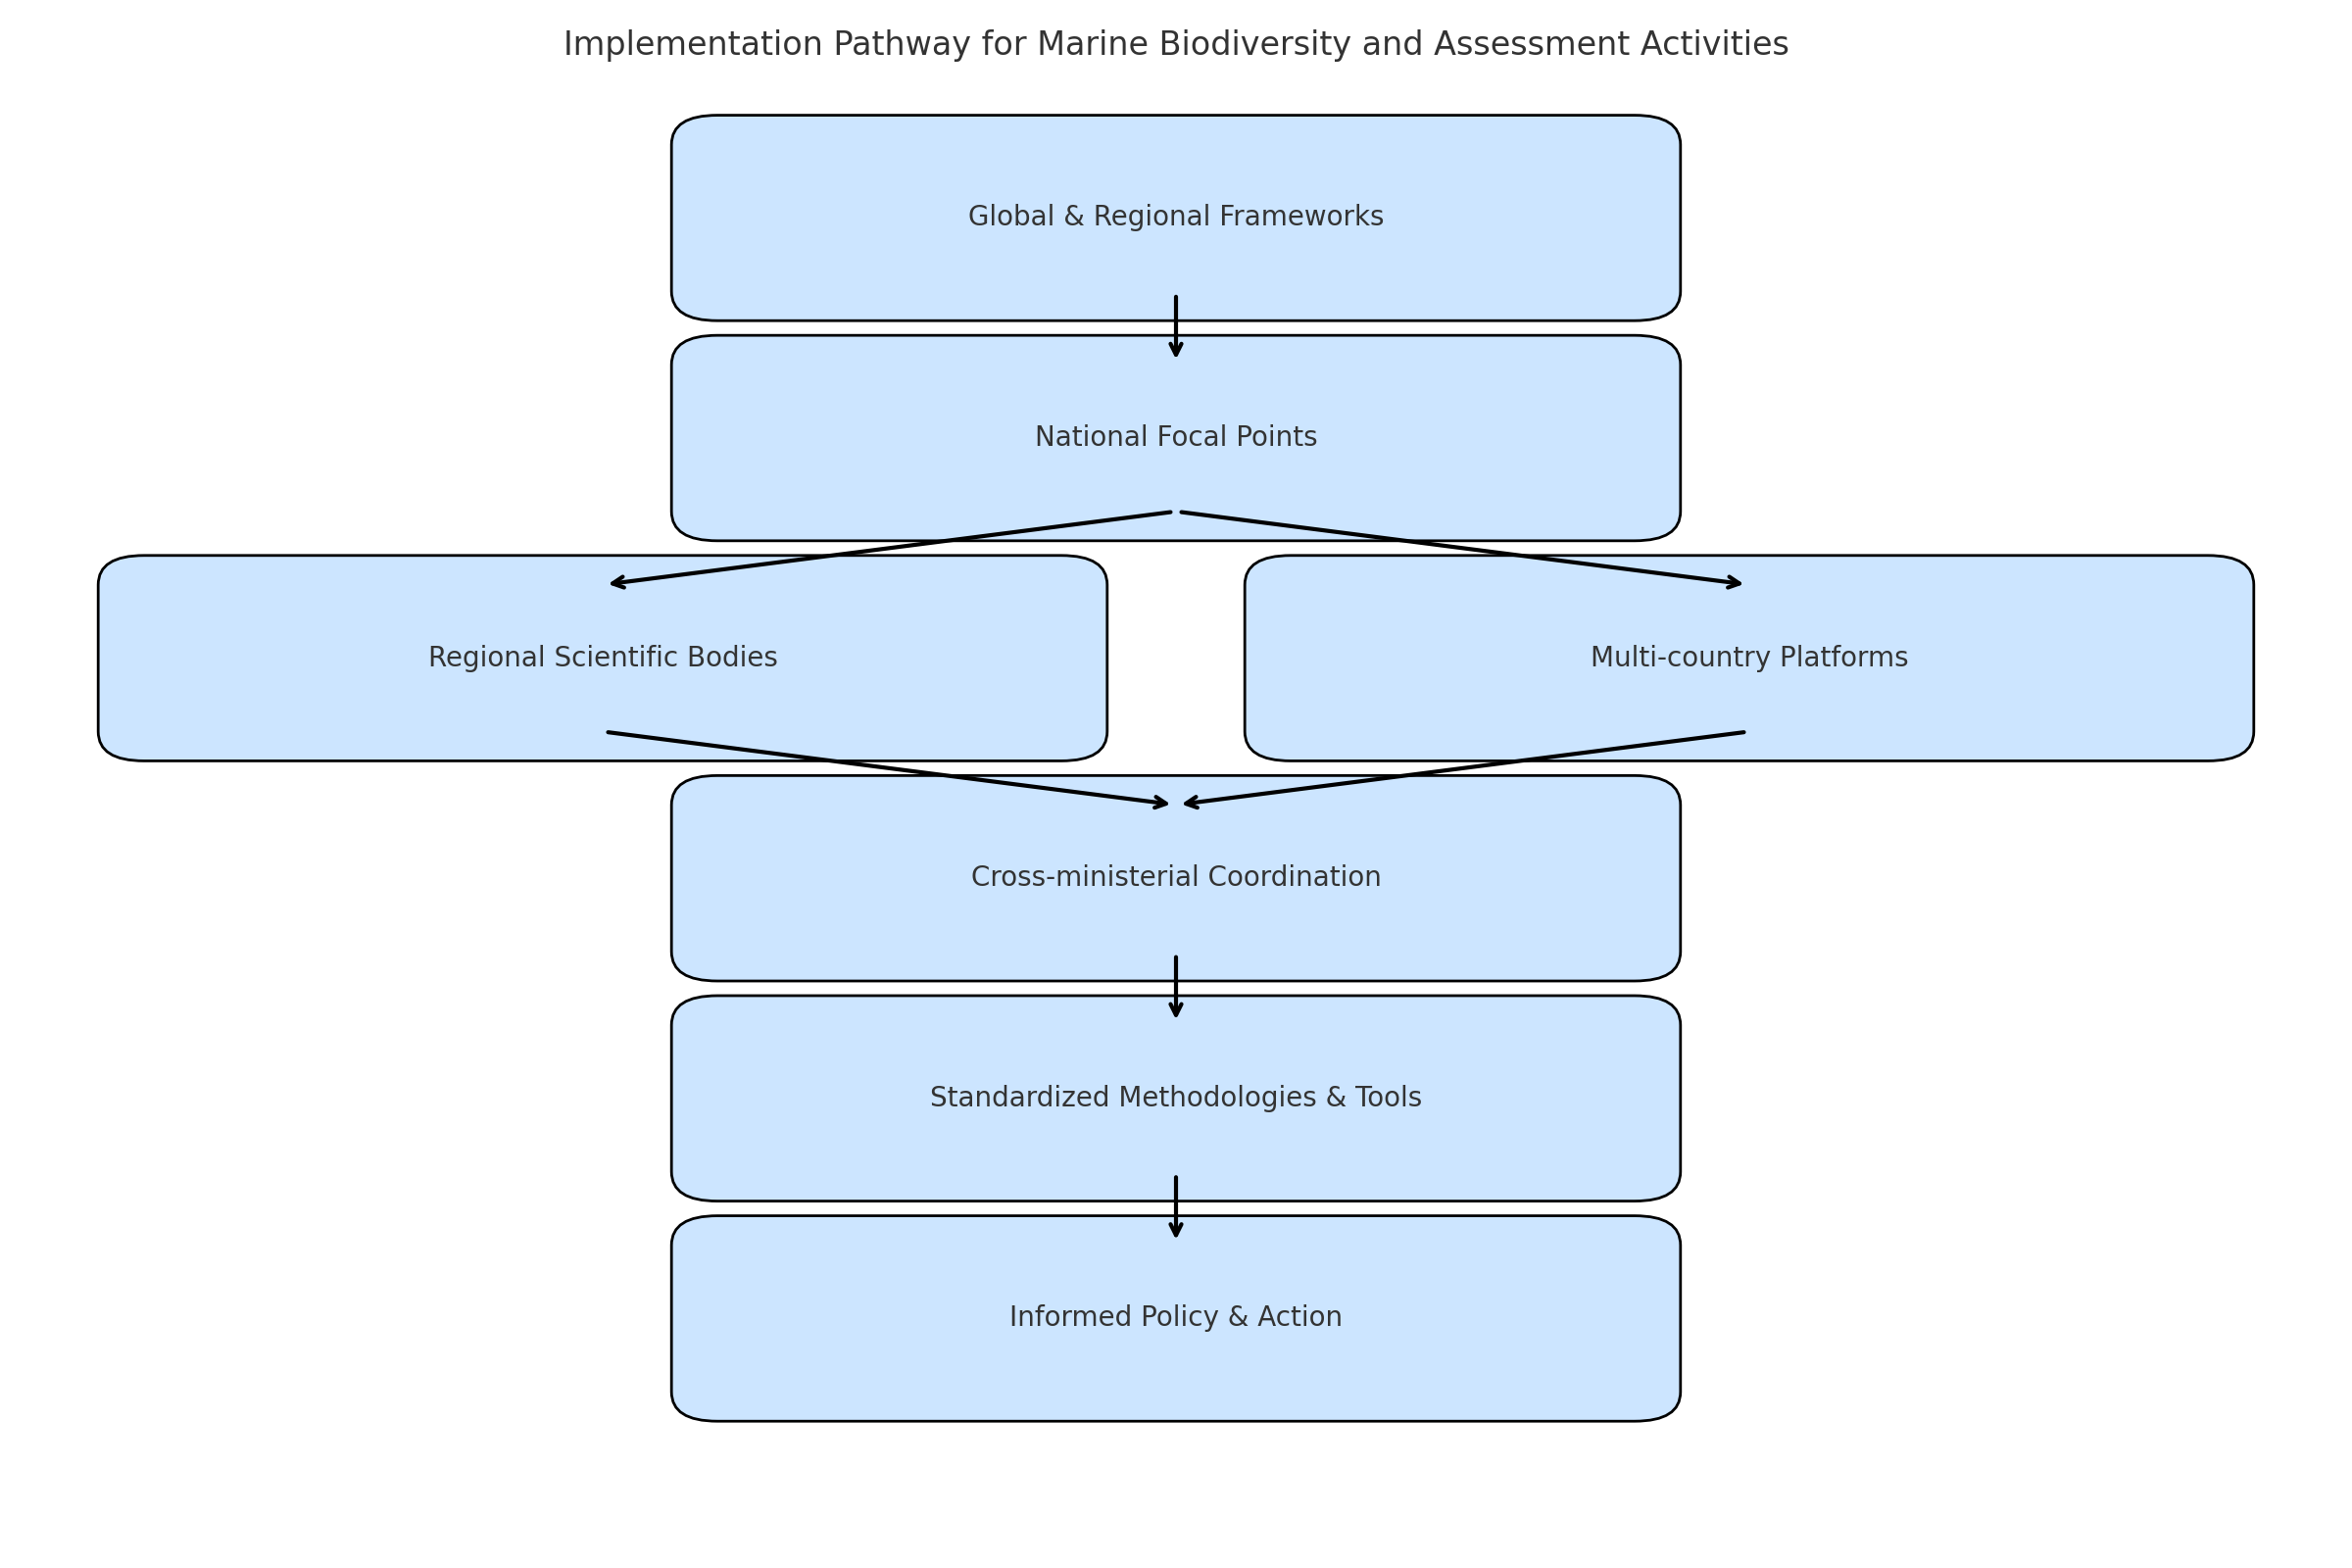 Implementation Pathway for Marine Biodiversity and Assessment Activities
Global & Regional Frameworks
National Focal Points
Regional Scientific Bodies
Multi-country Platforms
Cross-ministerial Coordination
Standardized Methodologies & Tools
Informed Policy & Action